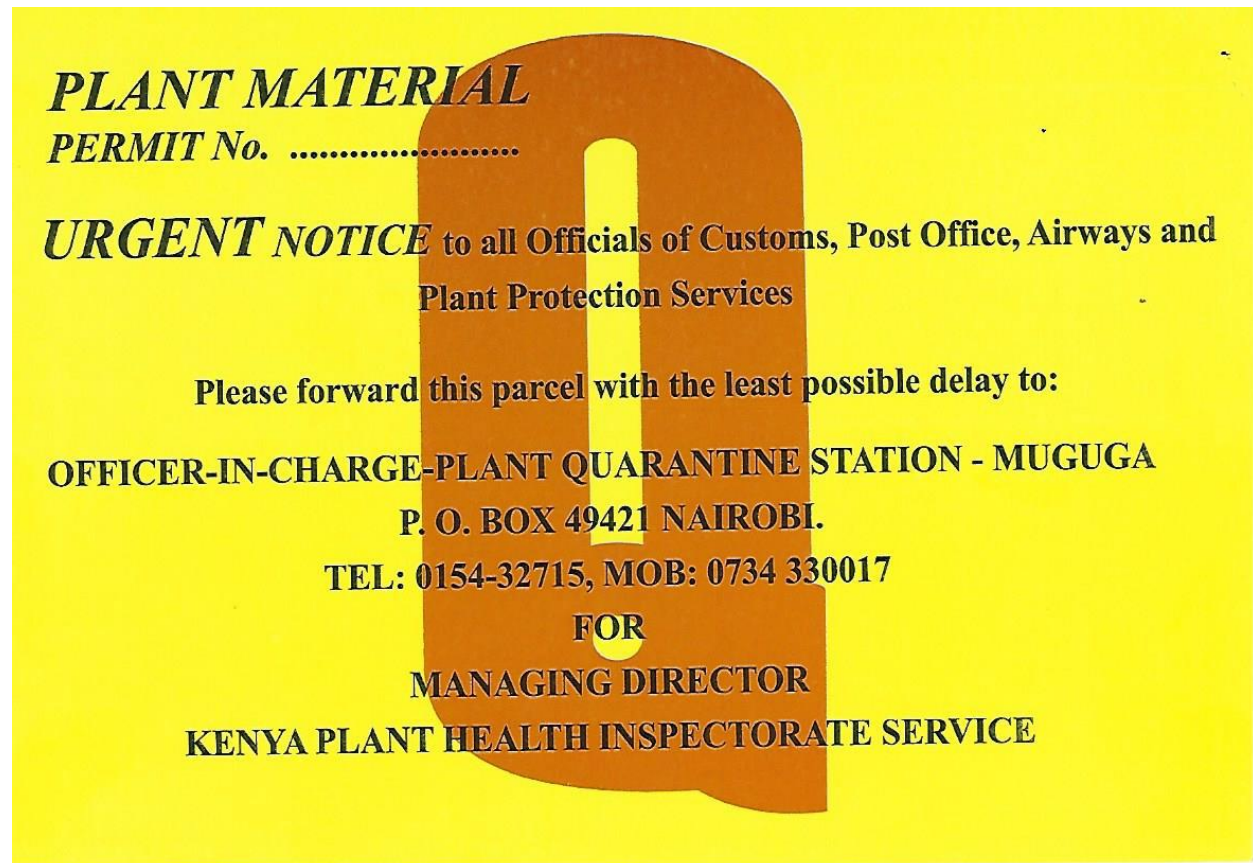 PLANT MATERIAL
PERMIT No. .......................
URGENT NOTICE to all Officials of Customs, Post Office, Airways and
Plant Protection Services
Please forward this parcel with the least possible delay to:
OFFICER-IN-CHARGE-PLANT QUARANTINE STATION - MUGUGA
P. O. BOX 49421 NAIROBI.
TEL: 0154-32715, MOB: 0734 330017
FOR
MANAGING DIRECTOR
KENYA PLANT HEALTH INSPECTORATE SERVICE
Q